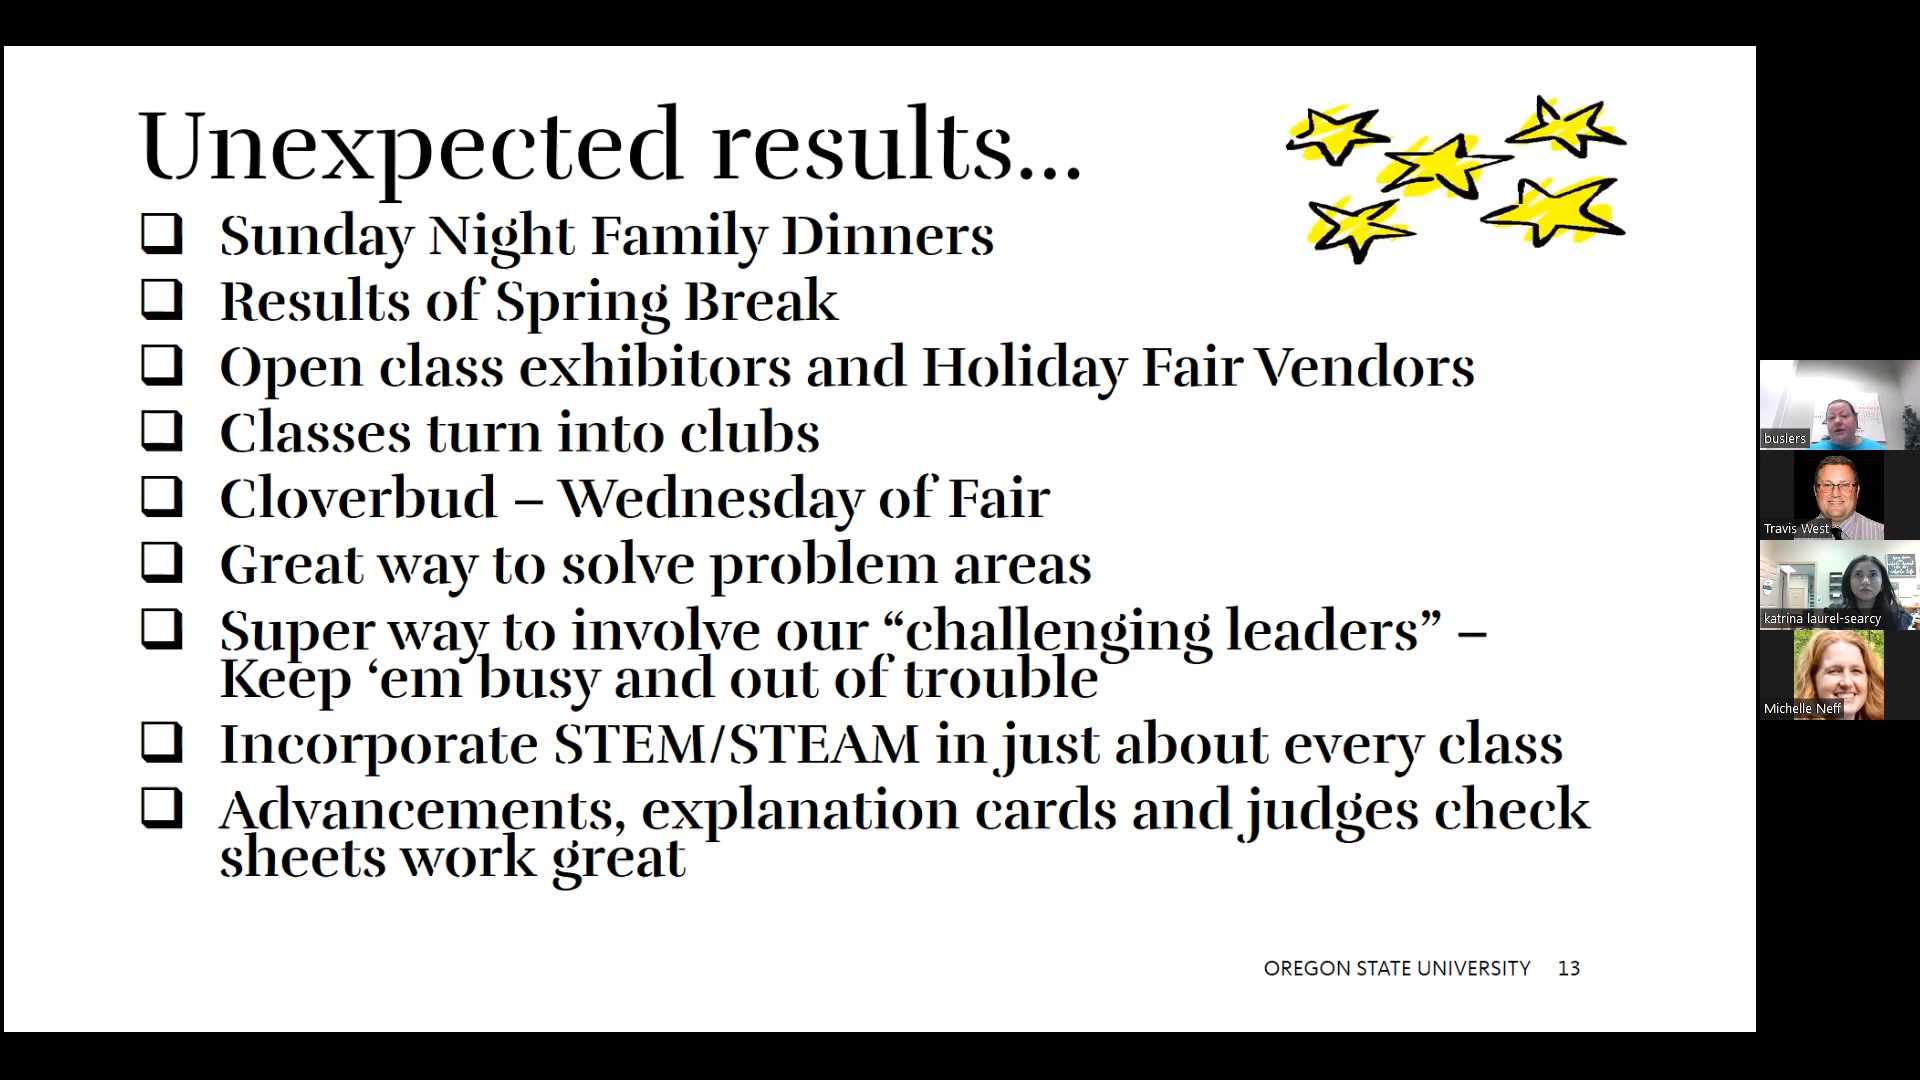 Unexpected results...
❑ Sunday Night Family Dinners
❑ Results of Spring Break
❑ Open class exhibitors and Holiday Fair Vendors
❑ Classes turn into clubs
❑ Cloverbud – Wednesday of Fair
❑ Great way to solve problem areas
❑ Super way to involve our “challenging leaders” –
Keep ‘em busy and out of trouble
❑ Incorporate STEM/STEAM in just about every class
❑ Advancements, explanation cards and judges check
sheets work great
OREGON STATE UNIVERSITY 13
buslers
Travis West
katrina laurel-searcy
Michelle Neff